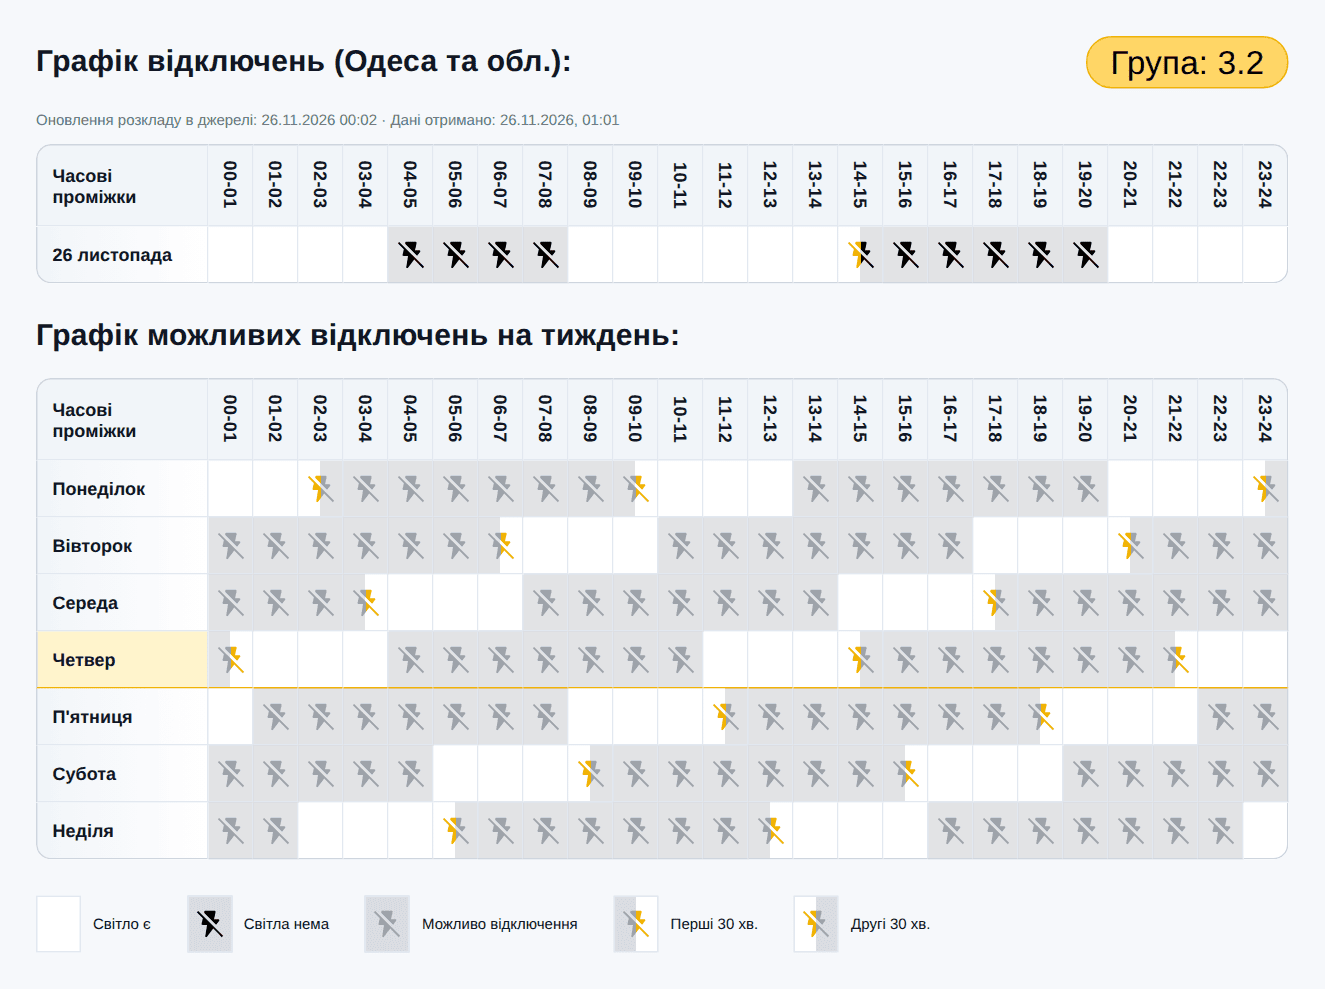 Графік відключень (Одеса та обл.):
Група: 3.2
Оновлення розкладу в джерелі: 26.11.2026 00:02 · Дані отримано: 26.11.2026, 01:01
Часові проміжки 00-01 01-02 02-03 03-04 04-05 05-06 06-07 07-08 08-09 09-10 10-11 11-12 12-13 13-14 14-15 15-16 16-17 17-18 18-19 19-20 20-21 21-22 22-23 23-24
26 листопада
Графік можливих відключень на тиждень:
Часові проміжки 00-01 01-02 02-03 03-04 04-05 05-06 06-07 07-08 08-09 09-10 10-11 11-12 12-13 13-14 14-15 15-16 16-17 17-18 18-19 19-20 20-21 21-22 22-23 23-24
Понеділок
Вівторок
Середа
Четвер
П'ятниця
Субота
Неділя
Світло є Світла нема Можливо відключення Перші 30 хв. Другі 30 хв.